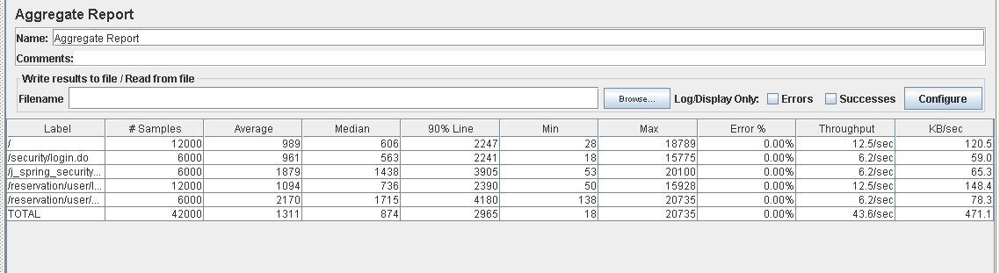 Aggregate Report
Name: Aggregate Report
Comments:
Write results to file / Read from file
Filename Browse... Log/Display Only: Errors Successes Configure
Label # Samples Average Median 90% Line Min Max Error % Throughput KB/sec
/ 12000 989 606 2247 28 18789 0.00% 12.5/sec 120.5
/security/login.do 6000 961 563 2241 18 15775 0.00% 6.2/sec 59.0
/j_spring_security... 6000 1879 1438 3905 53 20100 0.00% 6.2/sec 65.3
/reservation/user/l... 12000 1094 736 2390 50 15928 0.00% 12.5/sec 148.4
/reservation/user/... 6000 2170 1715 4180 138 20735 0.00% 6.2/sec 78.3
TOTAL 42000 1311 874 2965 18 20735 0.00% 43.6/sec 471.1